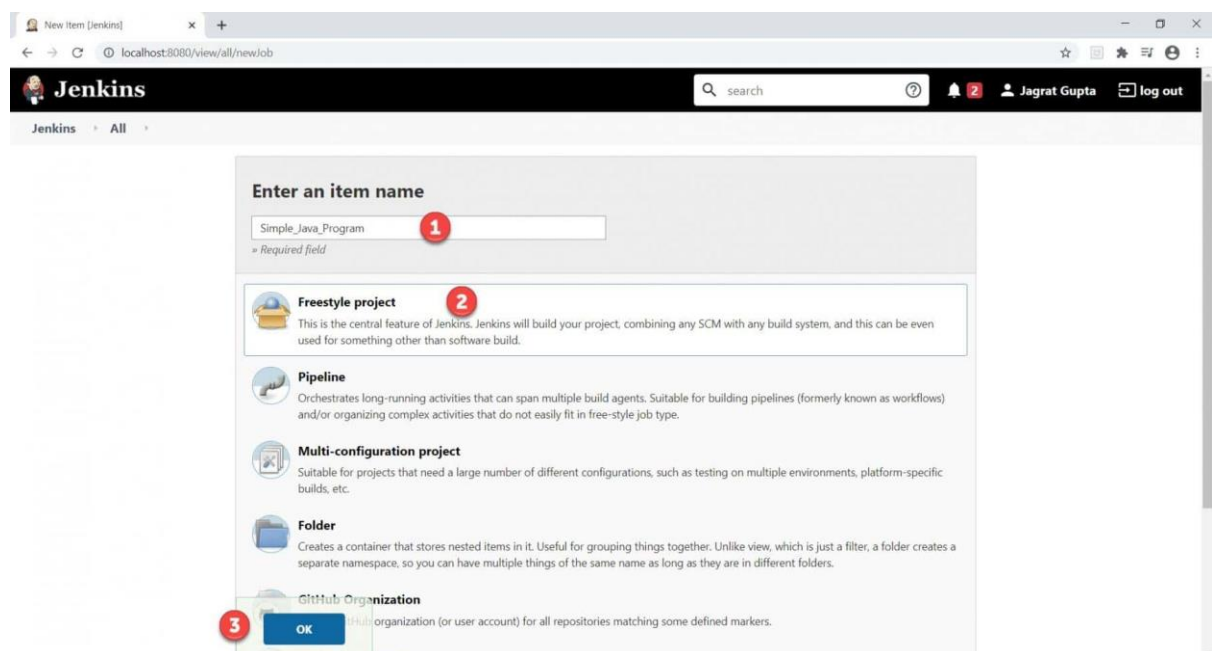 New Item [Jenkins]
localhost:8080/view/all/newJob
Jenkins
search
2
Jagrat Gupta
log out
Jenkins
All
Enter an item name
Simple_Java_Program
1
» Required field
Freestyle project
2
This is the central feature of Jenkins. Jenkins will build your project, combining any SCM with any build system, and this can be even
used for something other than software build.
Pipeline
Orchestrates long-running activities that can span multiple build agents. Suitable for building pipelines (formerly known as workflows)
and/or organizing complex activities that do not easily fit in free-style job type.
Multi-configuration project
Suitable for projects that need a large number of different configurations, such as testing on multiple environments, platform-specific
builds, etc.
Folder
Creates a container that stores nested items in it. Useful for grouping things together. Unlike view, which is just a filter, a folder creates a
separate namespace, so you can have multiple things of the same name as long as they are in different folders.
GitHub Organization
3
OK
organization (or user account) for all repositories matching some defined markers.